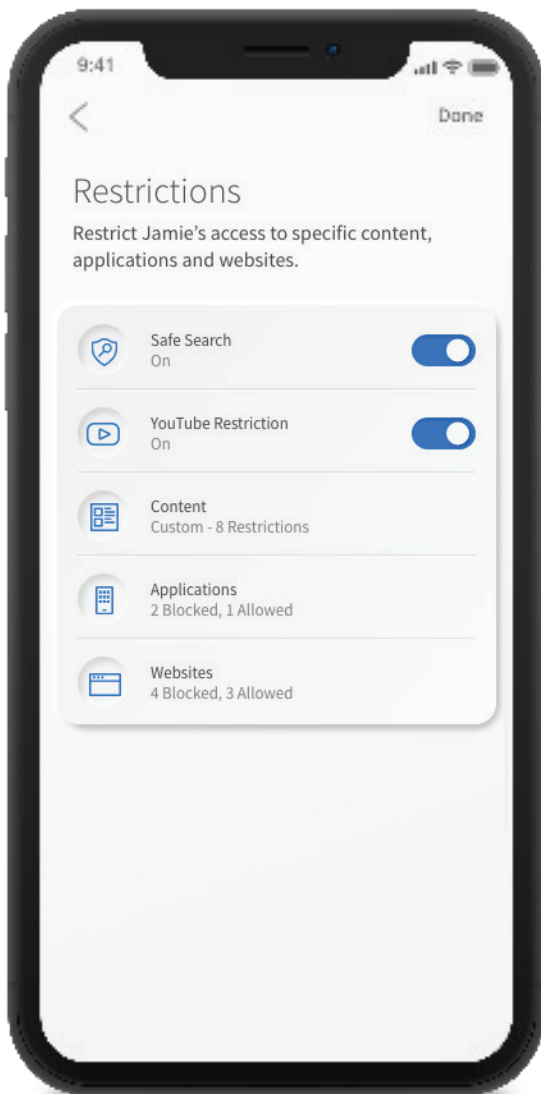 9:41
Done
Restrictions
Restrict Jamie’s access to specific content,
applications and websites.
Safe Search
On
YouTube Restriction
On
Content
Custom - 8 Restrictions
Applications
2 Blocked, 1 Allowed
Websites
4 Blocked, 3 Allowed